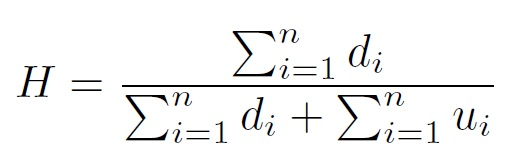 H = \frac{\sum_{i=1}^{n} d_i}{\sum_{i=1}^{n} d_i + \sum_{i=1}^{n} u_i}